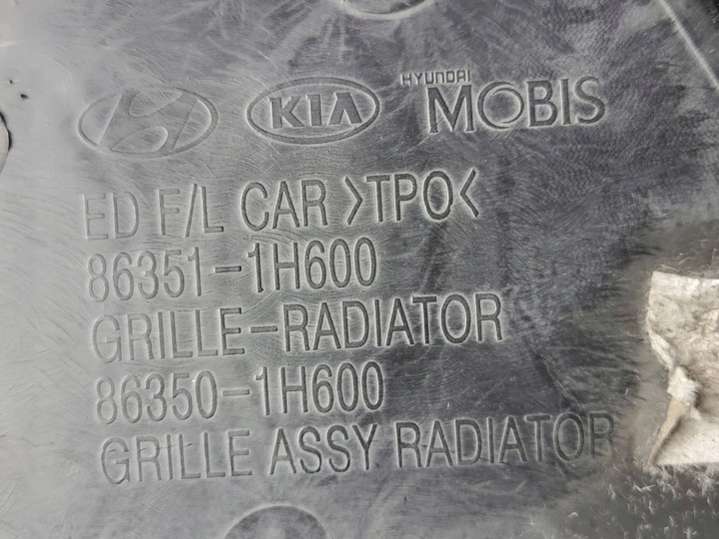 KIA HYUNDAI MOBIS
ED F/L CAR >TPO<
86351-1H600
GRILLE-RADIATOR
86350-1H600
GRILLE ASSY RADIATOR